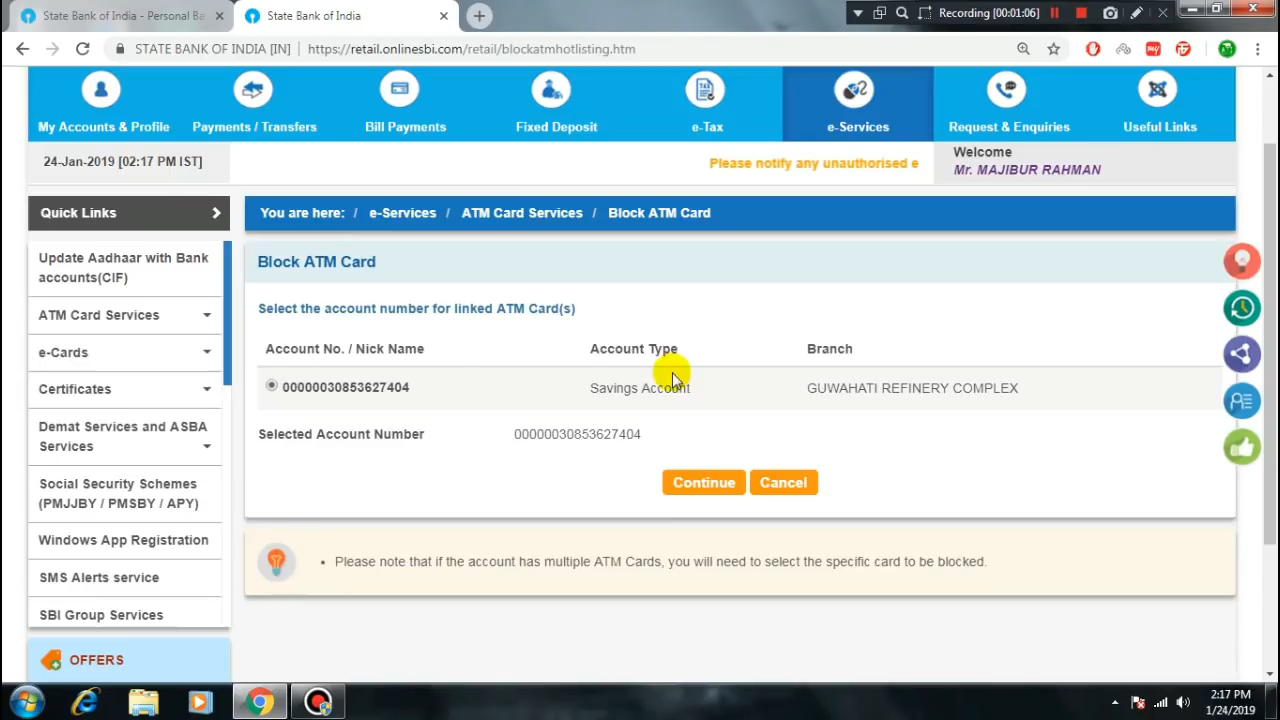 State Bank of India - Personal Ba
State Bank of India
Recording [00:01:06]
STATE BANK OF INDIA [IN]
https://retail.onlinesbi.com/retail/blockatmhotlisting.htm
My Accounts & Profile
Payments / Transfers
Bill Payments
Fixed Deposit
TAX
e-Tax
e-Services
Request & Enquiries
Useful Links
24-Jan-2019 [02:17 PM IST]
Please notify any unauthorised e
Welcome
Mr. MAJIBUR RAHMAN
Quick Links
You are here: / e-Services / ATM Card Services / Block ATM Card
Update Aadhaar with Bank
accounts(CIF)
ATM Card Services
e-Cards
Certificates
Demat Services and ASBA
Services
Social Security Schemes
(PMJJBY / PMSBY / APY)
Windows App Registration
SMS Alerts service
SBI Group Services
OFFERS
Block ATM Card
Select the account number for linked ATM Card(s)
Account No. / Nick Name Account Type Branch
00000030853627404 Savings Account GUWAHATI REFINERY COMPLEX
Selected Account Number 00000030853627404
Continue Cancel
• Please note that if the account has multiple ATM Cards, you will need to select the specific card to be blocked.
2:17 PM
1/24/2019